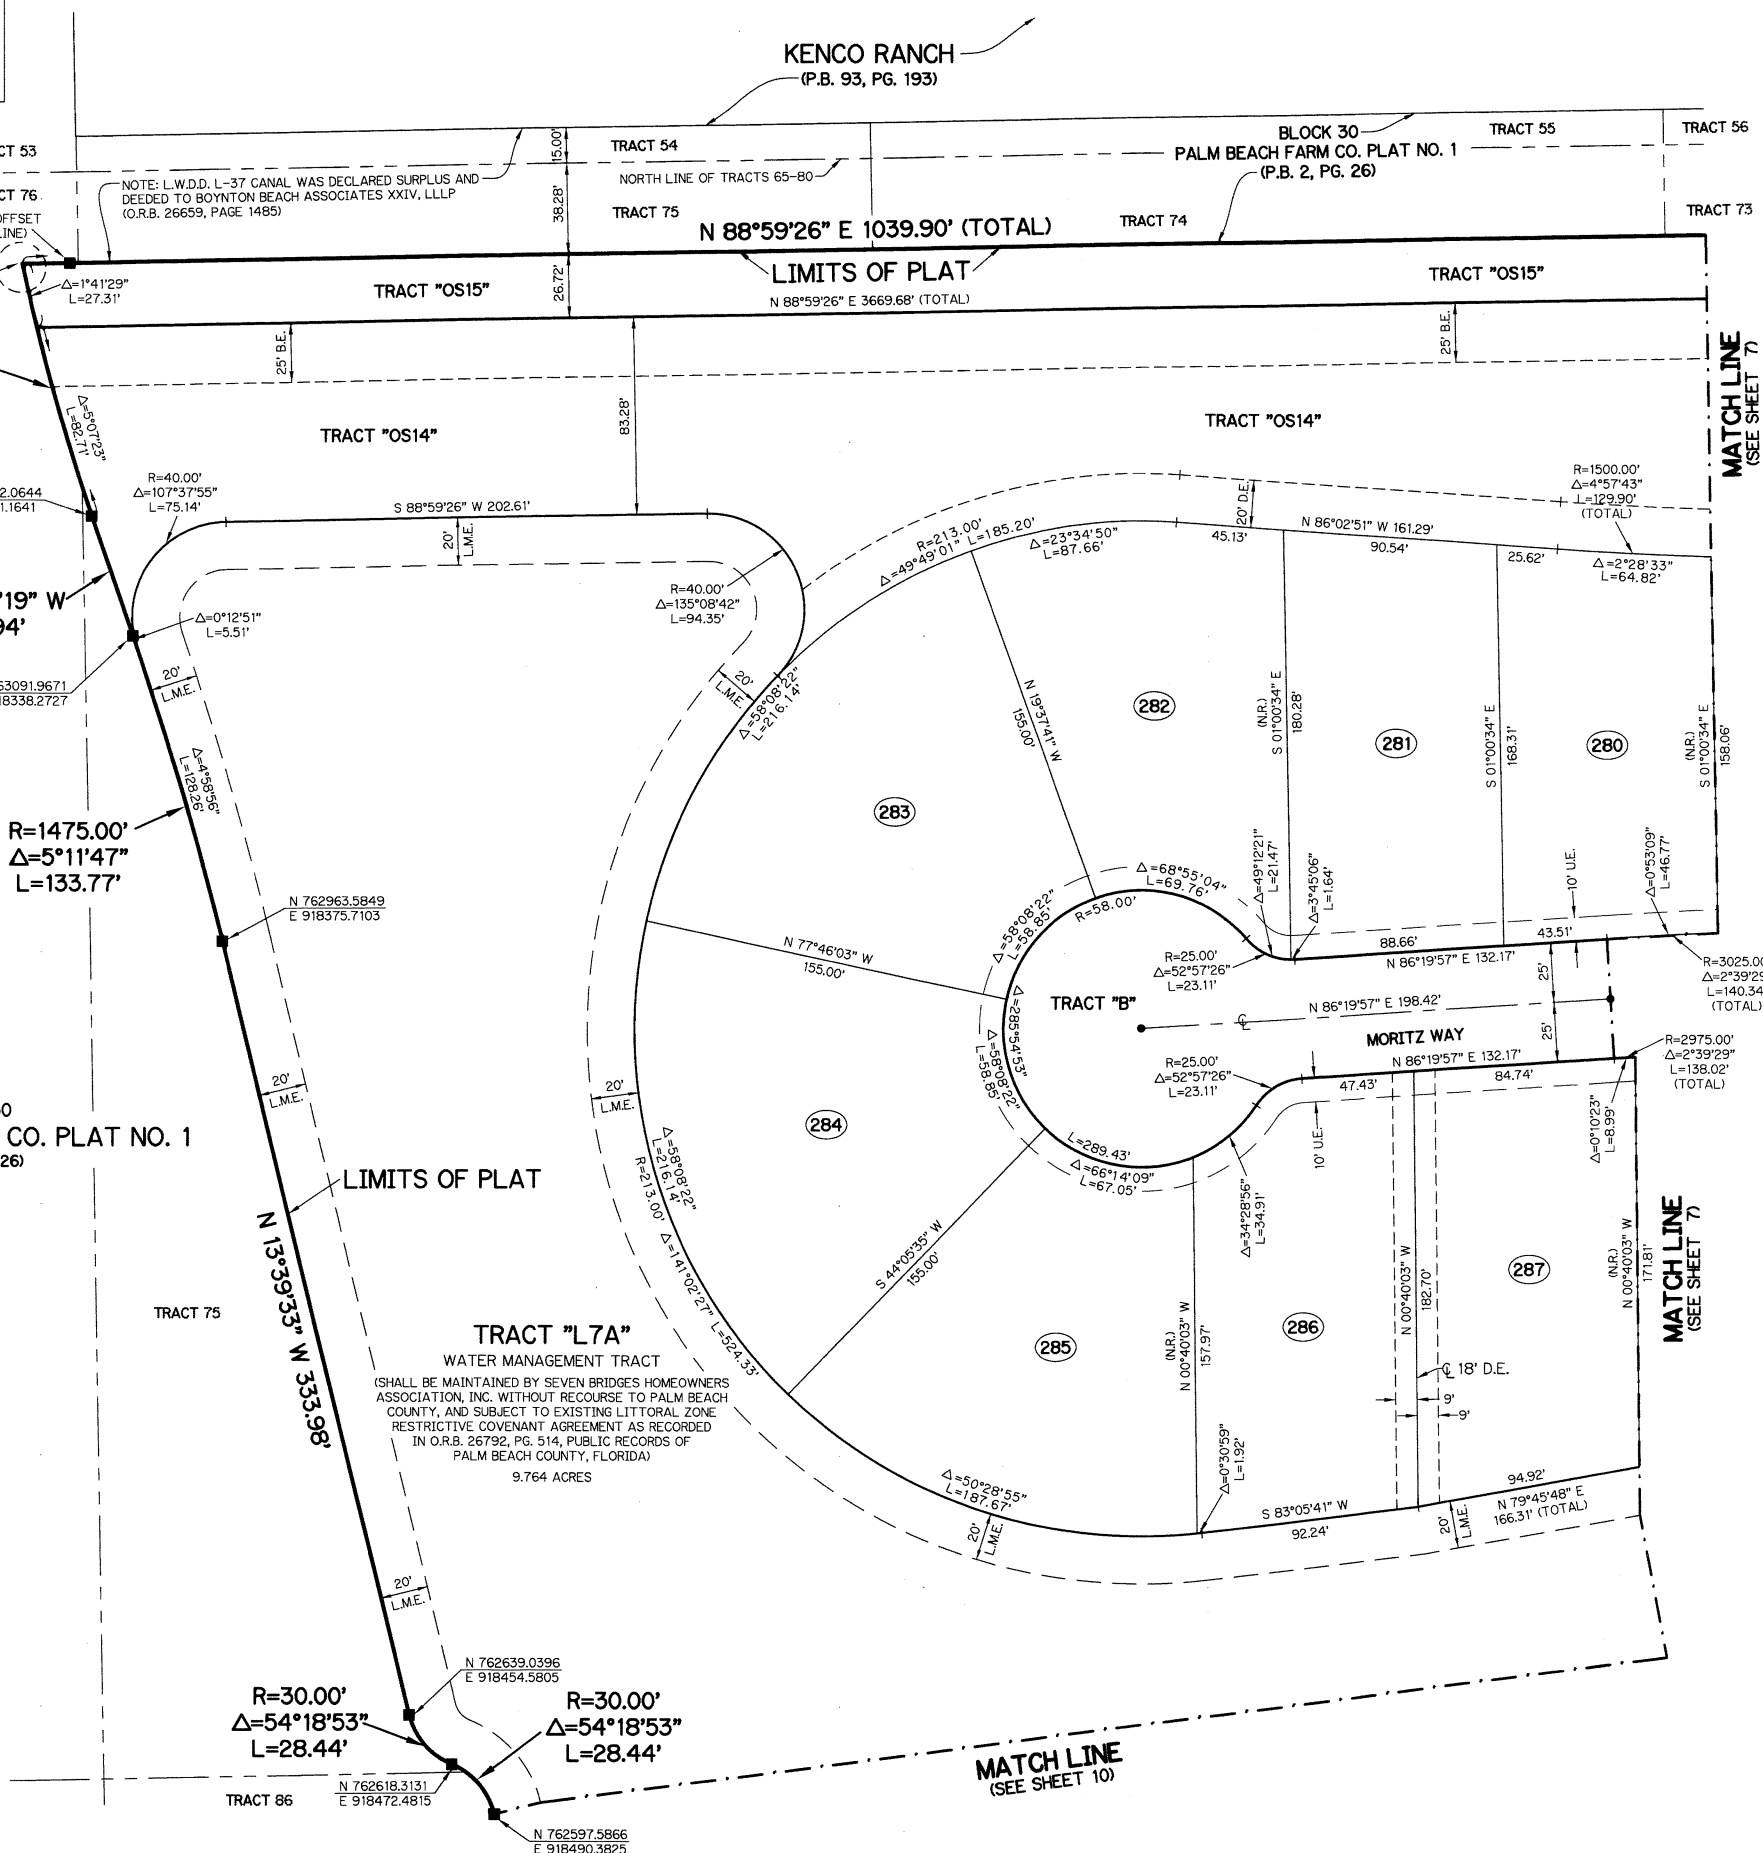 KENCO RANCH
(P.B. 93, PG. 193)
CT 53
CT 76
OFFSET
LINE)
15.00'
38.28'
26.72'
TRACT 54
NORTH LINE OF TRACTS 65-80
TRACT 75
BLOCK 30
PALM BEACH FARM CO. PLAT NO. 1
(P.B. 2, PG. 26)
TRACT 55
TRACT 56
TRACT 73
TRACT 74
NOTE: L.W.D.D. L-37 CANAL WAS DECLARED SURPLUS AND
DEEDED TO BOYNTON BEACH ASSOCIATES XXIV, LLLP
(O.R.B. 26659, PAGE 1485)
N 88°59'26" E 1039.90' (TOTAL)
LIMITS OF PLAT
N 88°59'26" E 3669.68' (TOTAL)
TRACT "OS15"
TRACT "OS15"
Δ=1°41'29"
L=27.31'
25' B.E.
25' B.E.
83.28'
MATCH LINE
(SEE SHEET 7)
TRACT "OS14"
TRACT "OS14"
Δ=5°07'23"
L=82.71'
2.0644
1.1641
R=40.00'
Δ=107°37'55"
L=75.14'
S 88°59'26" W 202.61'
20'
L.M.E.
R=40.00'
Δ=135°08'42"
L=94.35'
'19" W
94'
Δ=0°12'51"
L=5.51'
63091.9671
18338.2727
20'
L.M.E.
20'
L.M.E.
Δ=58°08'22"
L=216.14'
R=213.00'
Δ=49°49'01" L=185.20'
Δ=23°34'50"
L=87.66'
20' D.E.
45.13'
N 86°02'51" W 161.29'
90.54'
25.62'
R=1500.00'
Δ=4°57'43"
L=129.90'
(TOTAL)
Δ=2°28'33"
L=64.82'
N 19°37'41" W
155.00'
282
(N.R.)
S 01°00'34" E
180.28'
281
S 01°00'34" E
168.31'
280
(N.R.)
S 01°00'34" E
158.06'
283
Δ=4°58'56"
L=128.26'
R=1475.00'
Δ=5°11'47"
L=133.77'
N 762963.5849
E 918375.7103
N 77°46'03" W
155.00'
Δ=58°08'22"
L=58.85'
R=58.00'
Δ=68°55'04"
L=69.76'
Δ=49°12'21"
L=21.47'
Δ=3°45'06"
L=1.64'
10' U.E.
Δ=0°53'09"
L=46.77'
88.66'
43.51'
N 86°19'57" E 132.17'
R=25.00'
Δ=52°57'26"
L=23.11'
R=3025.00
Δ=2°39'29
L=140.34
(TOTAL)
TRACT "B"
Δ=285°54'53"
N 86°19'57" E 198.42'
25'
25'
MORITZ WAY
N 86°19'57" E 132.17'
47.43'
84.74'
R=25.00'
Δ=52°57'26"
L=23.11'
R=2975.00'
Δ=2°39'29"
L=138.02'
(TOTAL)
Δ=0°10'23"
L=8.99'
Δ=58°08'22"
L=58.85'
L=289.43'
Δ=66°14'09"
L=67.05'
Δ=34°28'56"
L=34.91'
10' U.E.
20'
L.M.E.
20'
L.M.E.
284
Δ=58°08'22"
L=216.14'
R=213.00' Δ=141°02'27" L=524.33'
S 44°05'35" W
155.00'
0
CO. PLAT NO. 1
26)
LIMITS OF PLAT
N 13°39'33" W 333.98'
TRACT 75
TRACT "L7A"
WATER MANAGEMENT TRACT
(SHALL BE MAINTAINED BY SEVEN BRIDGES HOMEOWNERS
ASSOCIATION, INC. WITHOUT RECOURSE TO PALM BEACH
COUNTY, AND SUBJECT TO EXISTING LITTORAL ZONE
RESTRICTIVE COVENANT AGREEMENT AS RECORDED
IN O.R.B. 26792, PG. 514, PUBLIC RECORDS OF
PALM BEACH COUNTY, FLORIDA)
9.764 ACRES
285
(N.R.)
N 00°40'03" W
157.97'
286
N 00°40'03" W
182.70'
287
(N.R.)
N 00°40'03" W
171.81'
MATCH LINE
(SEE SHEET 7)
℄ 18' D.E.
9'
9'
Δ=0°30'59"
L=1.92'
Δ=50°28'55"
L=187.67'
20'
L.M.E.
S 83°05'41" W
92.24'
20'
L.M.E.
94.92'
N 79°45'48" E
166.31' (TOTAL)
20'
L.M.E.
N 762639.0396
E 918454.5805
R=30.00'
Δ=54°18'53"
L=28.44'
R=30.00'
Δ=54°18'53"
L=28.44'
MATCH LINE
(SEE SHEET 10)
TRACT 86
N 762618.3131
E 918472.4815
N 762597.5866
E 918490.3825